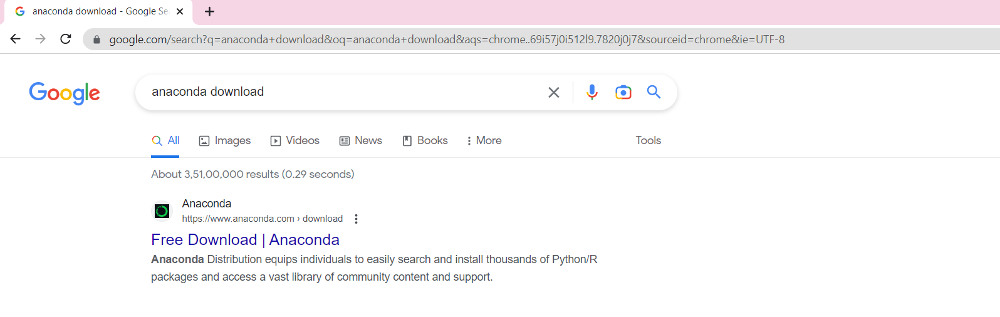 anaconda download - Google Se
google.com/search?q=anaconda+download&oq=anaconda+download&aqs=chrome..69i57j0i512l9.7820j0j7&sourceid=chrome&ie=UTF-8
Google
anaconda download
All Images Videos News Books More Tools
About 3,51,00,000 results (0.29 seconds)
Anaconda
https://www.anaconda.com › download
Free Download | Anaconda
Anaconda Distribution equips individuals to easily search and install thousands of Python/R
packages and access a vast library of community content and support.